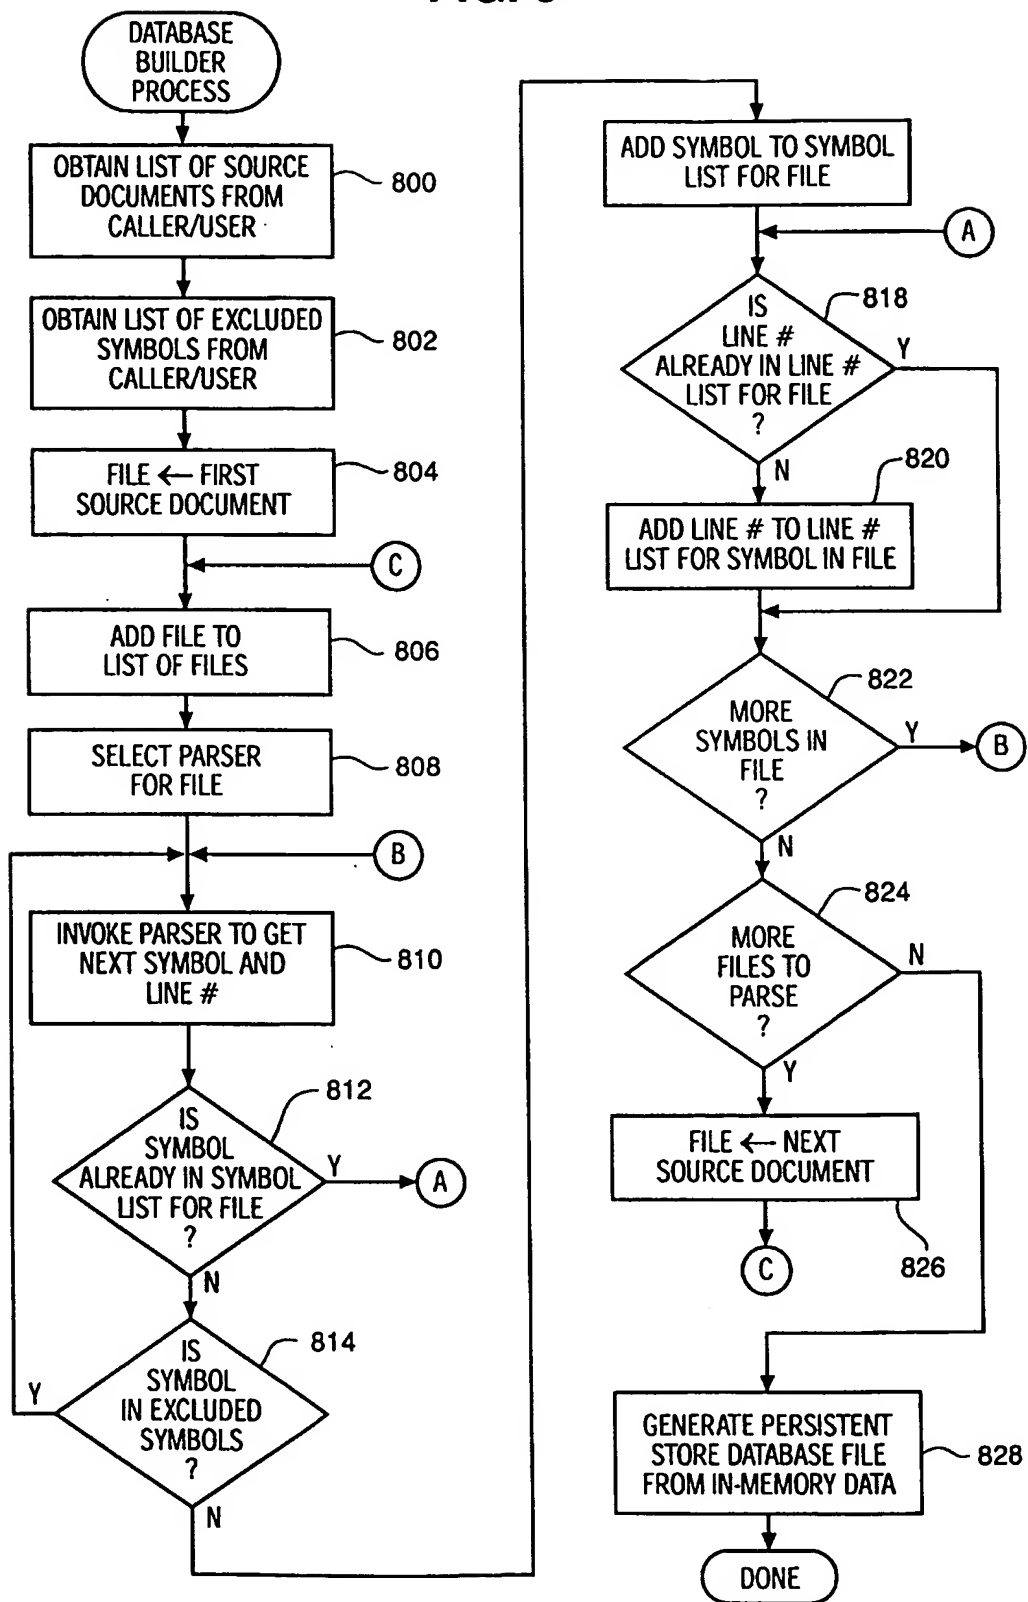 DATABASE
BUILDER
PROCESS
OBTAIN LIST OF SOURCE
DOCUMENTS FROM
CALLER/USER
800
OBTAIN LIST OF EXCLUDED
SYMBOLS FROM
CALLER/USER
802
FILE ← FIRST
SOURCE DOCUMENT
804
C
ADD FILE TO
LIST OF FILES
806
SELECT PARSER
FOR FILE
808
B
INVOKE PARSER TO GET
NEXT SYMBOL AND
LINE #
810
IS
SYMBOL
ALREADY IN SYMBOL
LIST FOR FILE
?
812
Y
A
N
IS
SYMBOL
IN EXCLUDED
SYMBOLS
?
814
Y
N
ADD SYMBOL TO SYMBOL
LIST FOR FILE
A
IS
LINE #
ALREADY IN LINE #
LIST FOR FILE
?
818
Y
N
820
ADD LINE # TO LINE #
LIST FOR SYMBOL IN FILE
MORE
SYMBOLS IN
FILE
?
822
Y
B
N
MORE
FILES TO
PARSE
?
824
N
Y
FILE ← NEXT
SOURCE DOCUMENT
826
C
GENERATE PERSISTENT
STORE DATABASE FILE
FROM IN-MEMORY DATA
828
DONE